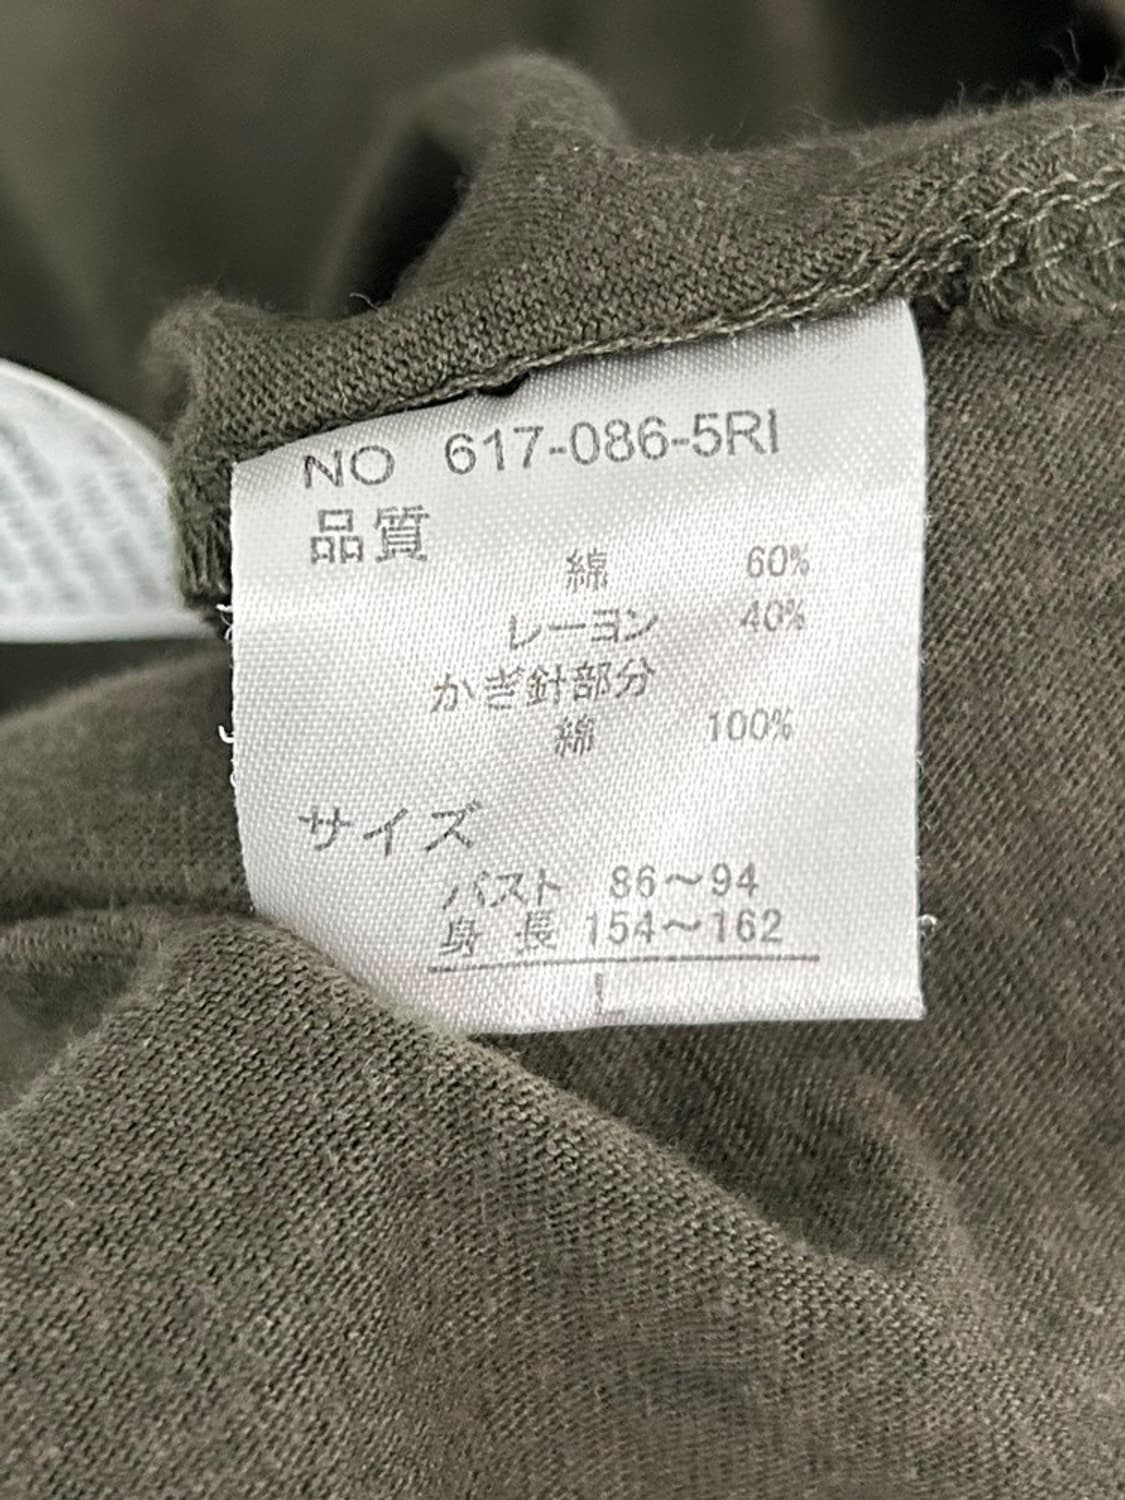 NO 617-086-5RI
品質
綿 60%
レーヨン 40%
かぎ針部分
綿 100%
サイズ
バスト 86～94
身 長 154～162
L